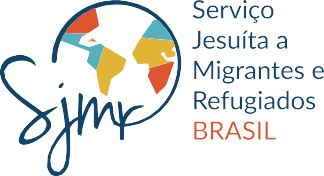 Sjmr
Serviço
Jesuíta a
Migrantes e
Refugiados
BRASIL